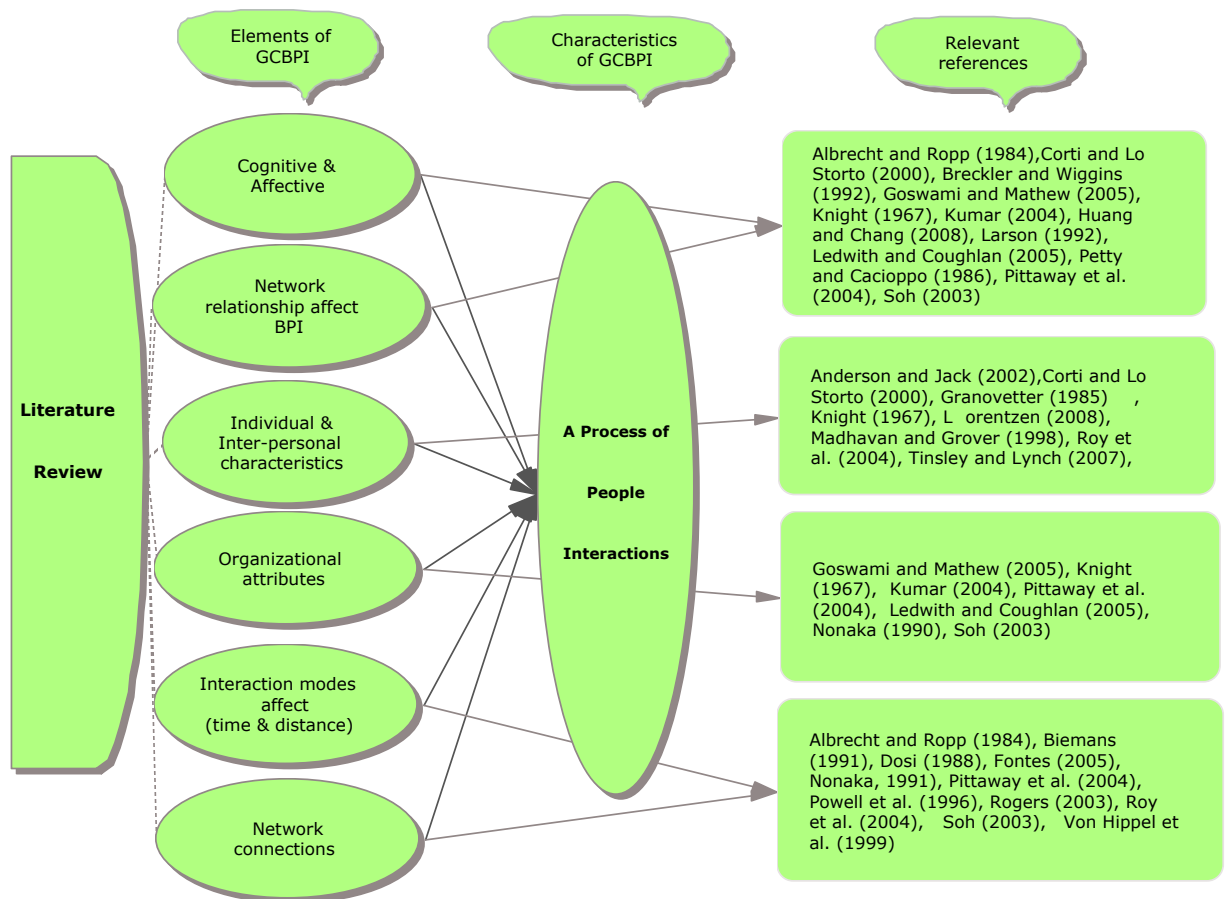 Elements of
GCBPI
Characteristics
of GCBPI
Relevant
references
Literature
Review
Cognitive &
Affective
Network
relationship affect
BPI
Individual &
Inter-personal
characteristics
Organizational
attributes
Interaction modes
affect
(time & distance)
Network
connections
A Process of
People
Interactions
Albrecht and Ropp (1984),Corti and Lo
Storto (2000), Breckler and Wiggins
(1992), Goswami and Mathew (2005),
Knight (1967), Kumar (2004), Huang
and Chang (2008), Larson (1992),
Ledwith and Coughlan (2005), Petty
and Cacioppo (1986), Pittaway et al.
(2004), Soh (2003)
Anderson and Jack (2002),Corti and Lo
Storto (2000), Granovetter (1985)    ,
Knight (1967), L  orentzen (2008),
Madhavan and Grover (1998), Roy et
al. (2004), Tinsley and Lynch (2007),
Goswami and Mathew (2005), Knight
(1967),  Kumar (2004), Pittaway et al.
(2004),  Ledwith and Coughlan (2005),
Nonaka (1990), Soh (2003)
Albrecht and Ropp (1984), Biemans
(1991), Dosi (1988), Fontes (2005),
Nonaka, 1991), Pittaway et al. (2004),
Powell et al. (1996), Rogers (2003), Roy
et al. (2004),   Soh (2003),   Von Hippel et
al. (1999)